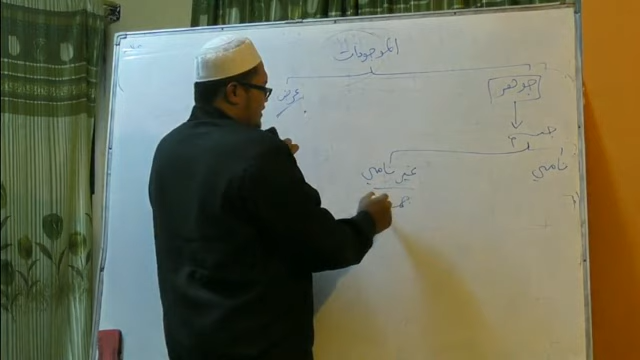 الموجودات
جوهر عرض
جسم
نامي غير نامي